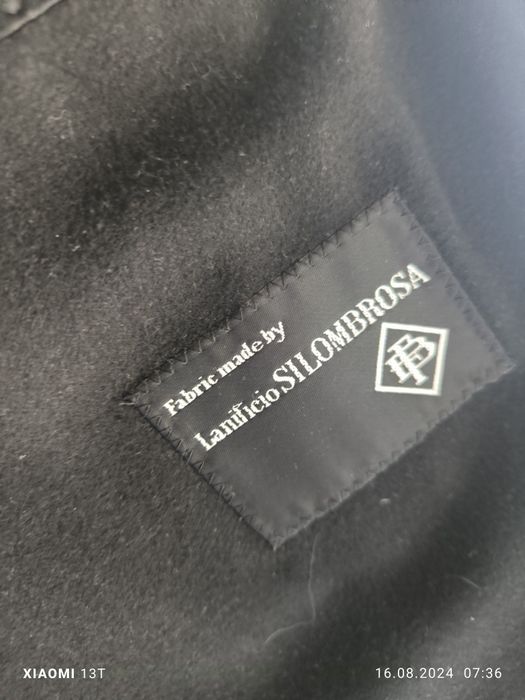 Fabric made by
Lanificio SILOMBROSA
XIAOMI 13T
16.08.2024 07:36